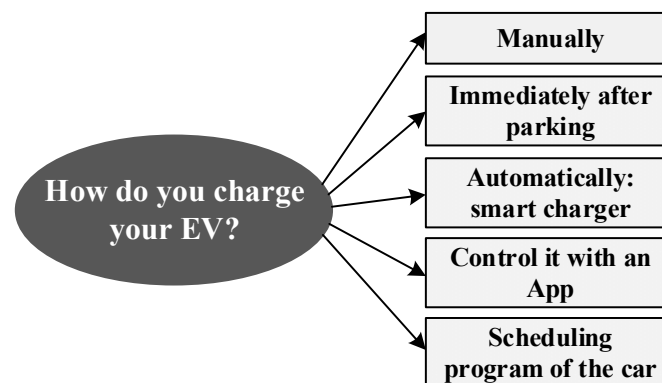 How do you charge
your EV?
Manually
Immediately after
parking
Automatically:
smart charger
Control it with an
App
Scheduling
program of the car